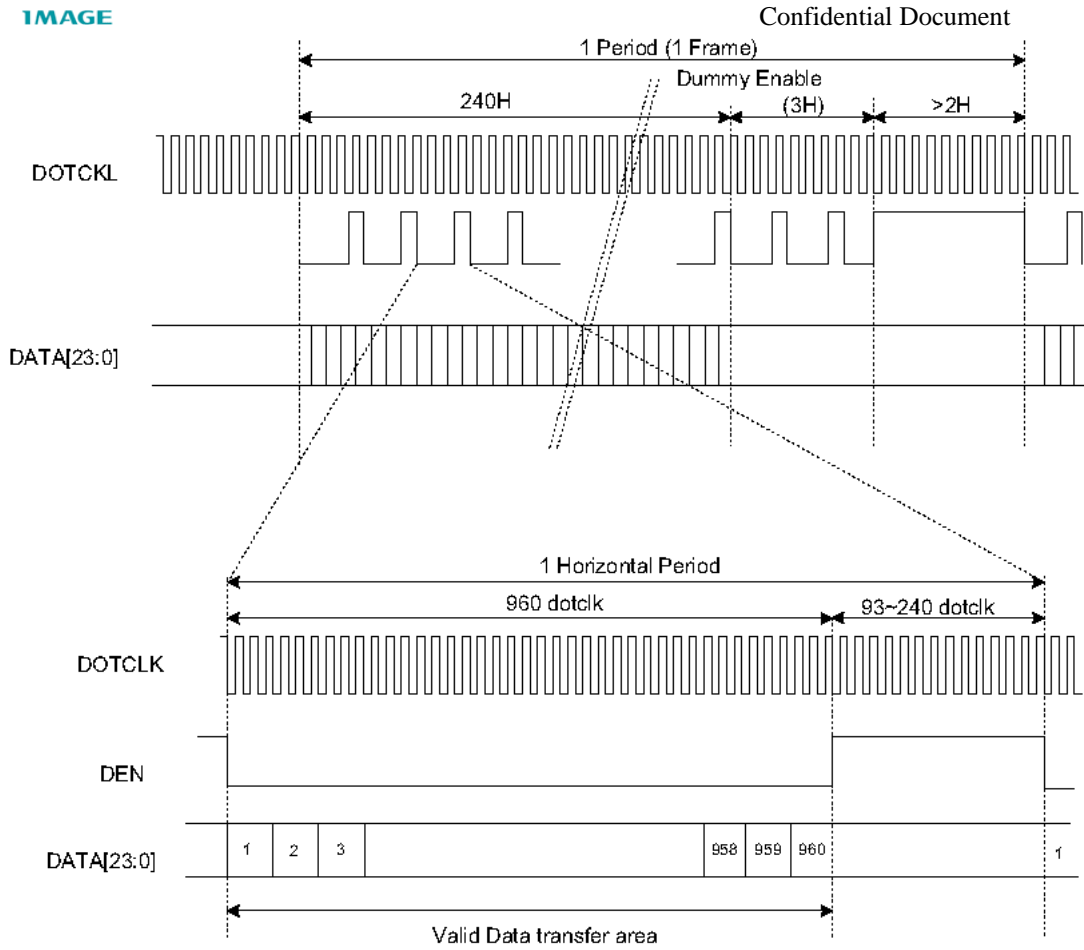 1MAGE
Confidential Document
1 Period (1 Frame)
Dummy Enable
240H
(3H)
>2H
DOTCKL
DATA[23:0]
1 Horizontal Period
960 dotclk
93~240 dotclk
DOTCLK
DEN
DATA[23:0]
1
2
3
958
959
960
1
Valid Data transfer area